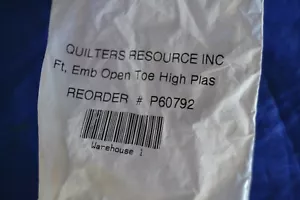 QUILTERS RESOURCE INC
Ft, Emb Open Toe High Plas
REORDER # P60792
Warehouse 1